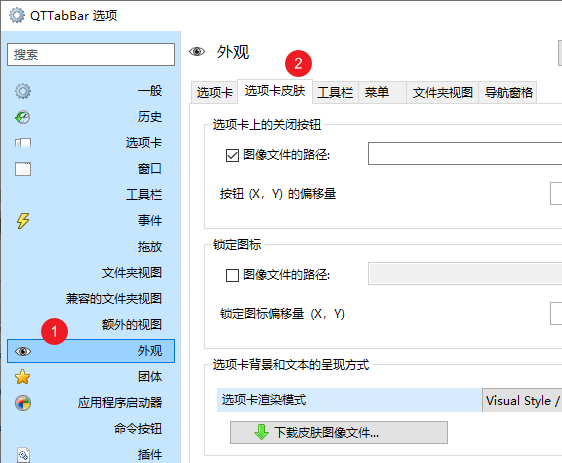 QTTabBar 选项
搜索
一般
历史
选项卡
窗口
工具栏
事件
拖放
文件夹视图
兼容的文件夹视图
额外的视图
1
外观
团体
应用程序启动器
命令按钮
插件
外观
2
选项卡 选项卡皮肤 工具栏 菜单 文件夹视图 导航窗格
选项卡上的关闭按钮
图像文件的路径:
按钮 (X, Y) 的偏移量
锁定图标
图像文件的路径:
锁定图标偏移量 (X, Y)
选项卡背景和文本的呈现方式
选项卡渲染模式 Visual Style /
下载皮肤图像文件...